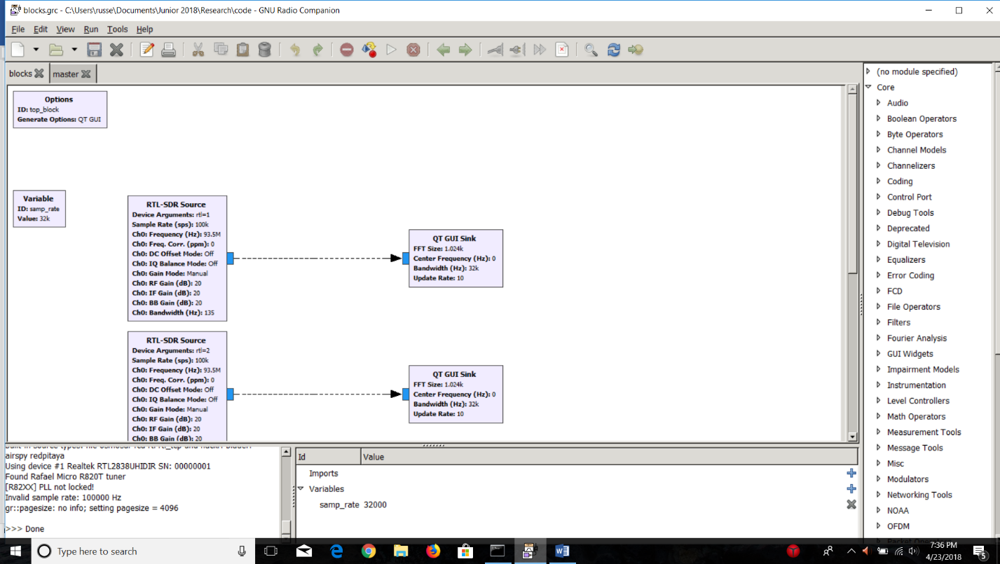 blocks.grc - C:\Users\russe\Documents\Junior 2018\Research\code - GNU Radio Companion
File Edit View Run Tools Help
blocks master
Options
ID: top_block
Generate Options: QT GUI
Variable
ID: samp_rate
Value: 32k
RTL-SDR Source
Device Arguments: rtl=1
Sample Rate (sps): 100k
Ch0: Frequency (Hz): 93.5M
Ch0: Freq. Corr. (ppm): 0
Ch0: DC Offset Mode: Off
Ch0: IQ Balance Mode: Off
Ch0: Gain Mode: Manual
Ch0: RF Gain (dB): 20
Ch0: IF Gain (dB): 20
Ch0: BB Gain (dB): 20
Ch0: Bandwidth (Hz): 135
QT GUI Sink
FFT Size: 1.024k
Center Frequency (Hz): 0
Bandwidth (Hz): 32k
Update Rate: 10
RTL-SDR Source
Device Arguments: rtl=2
Sample Rate (sps): 100k
Ch0: Frequency (Hz): 93.5M
Ch0: Freq. Corr. (ppm): 0
Ch0: DC Offset Mode: Off
Ch0: IQ Balance Mode: Off
Ch0: Gain Mode: Manual
Ch0: RF Gain (dB): 20
Ch0: IF Gain (dB): 20
Ch0: BB Gain (dB): 20
QT GUI Sink
FFT Size: 1.024k
Center Frequency (Hz): 0
Bandwidth (Hz): 32k
Update Rate: 10
(no module specified)
Core
Audio
Boolean Operators
Byte Operators
Channel Models
Channelizers
Coding
Control Port
Debug Tools
Deprecated
Digital Television
Equalizers
Error Coding
FCD
File Operators
Filters
Fourier Analysis
GUI Widgets
Impairment Models
Instrumentation
Level Controllers
Math Operators
Measurement Tools
Message Tools
Misc
Modulators
Networking Tools
NOAA
OFDM
airspy redpitaya
Using device #1 Realtek RTL2838UHIDIR SN: 00000001
Found Rafael Micro R820T tuner
[R82XX] PLL not locked!
Invalid sample rate: 100000 Hz
gr::pagesize: no info; setting pagesize = 4096
>>> Done
Id Value
Imports
Variables
samp_rate 32000
Type here to search
7:36 PM
4/23/2018
5